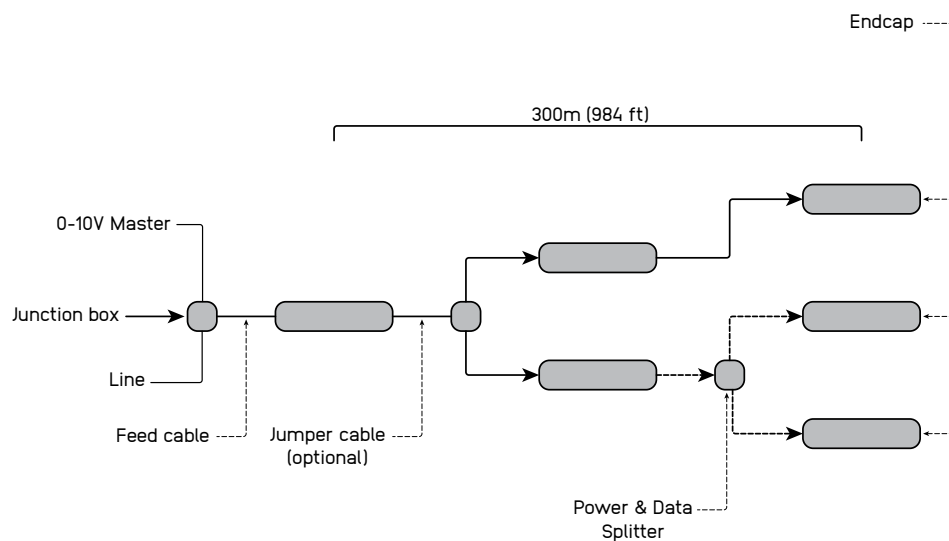 Endcap
300m (984 ft)
0-10V Master
Junction box
Line
Feed cable
Jumper cable
(optional)
Power & Data
Splitter